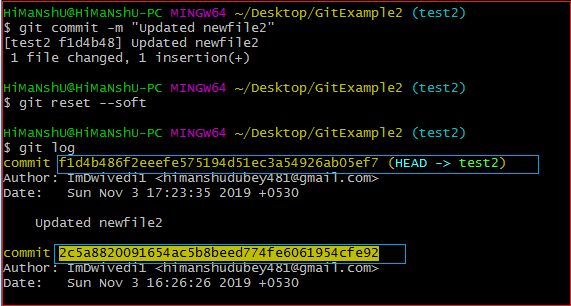 HiMaNshU@HiMaNshU-PC MINGW64 ~/Desktop/GitExample2 (test2)
$ git commit -m "Updated newfile2"
[test2 f1d4b48] Updated newfile2
 1 file changed, 1 insertion(+)
HiMaNshU@HiMaNshU-PC MINGW64 ~/Desktop/GitExample2 (test2)
$ git reset --soft
HiMaNshU@HiMaNshU-PC MINGW64 ~/Desktop/GitExample2 (test2)
$ git log
commit f1d4b486f2eeefe575194d51ec3a54926ab05ef7 (HEAD -> test2)
Author: ImDwivedi1 <himanshudubey481@gmail.com>
Date:   Sun Nov 3 17:23:35 2019 +0530
    Updated newfile2
commit 2c5a8820091654ac5b8beed774fe6061954cfe92
Author: ImDwivedi1 <himanshudubey481@gmail.com>
Date:   Sun Nov 3 16:26:26 2019 +0530